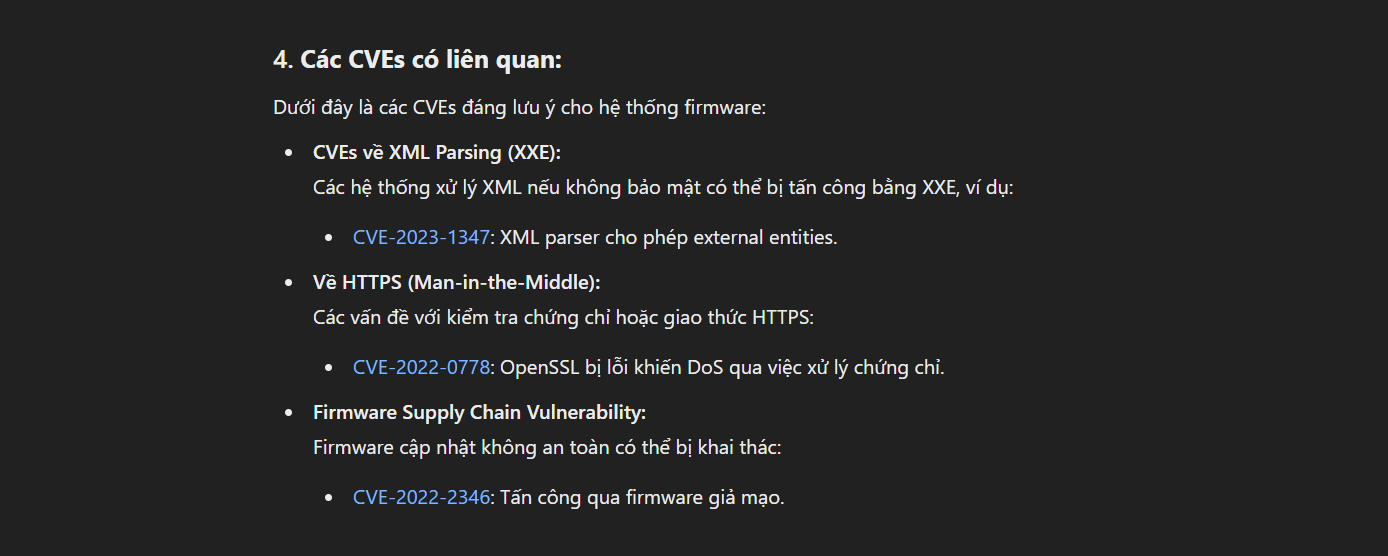 4. Các CVEs có liên quan:
Dưới đây là các CVEs đáng lưu ý cho hệ thống firmware:
• CVEs về XML Parsing (XXE):
Các hệ thống xử lý XML nếu không bảo mật có thể bị tấn công bằng XXE, ví dụ:
• CVE-2023-1347: XML parser cho phép external entities.
• Về HTTPS (Man-in-the-Middle):
Các vấn đề với kiểm tra chứng chỉ hoặc giao thức HTTPS:
• CVE-2022-0778: OpenSSL bị lỗi khiến DoS qua việc xử lý chứng chỉ.
• Firmware Supply Chain Vulnerability:
Firmware cập nhật không an toàn có thể bị khai thác:
• CVE-2022-2346: Tấn công qua firmware giả mạo.